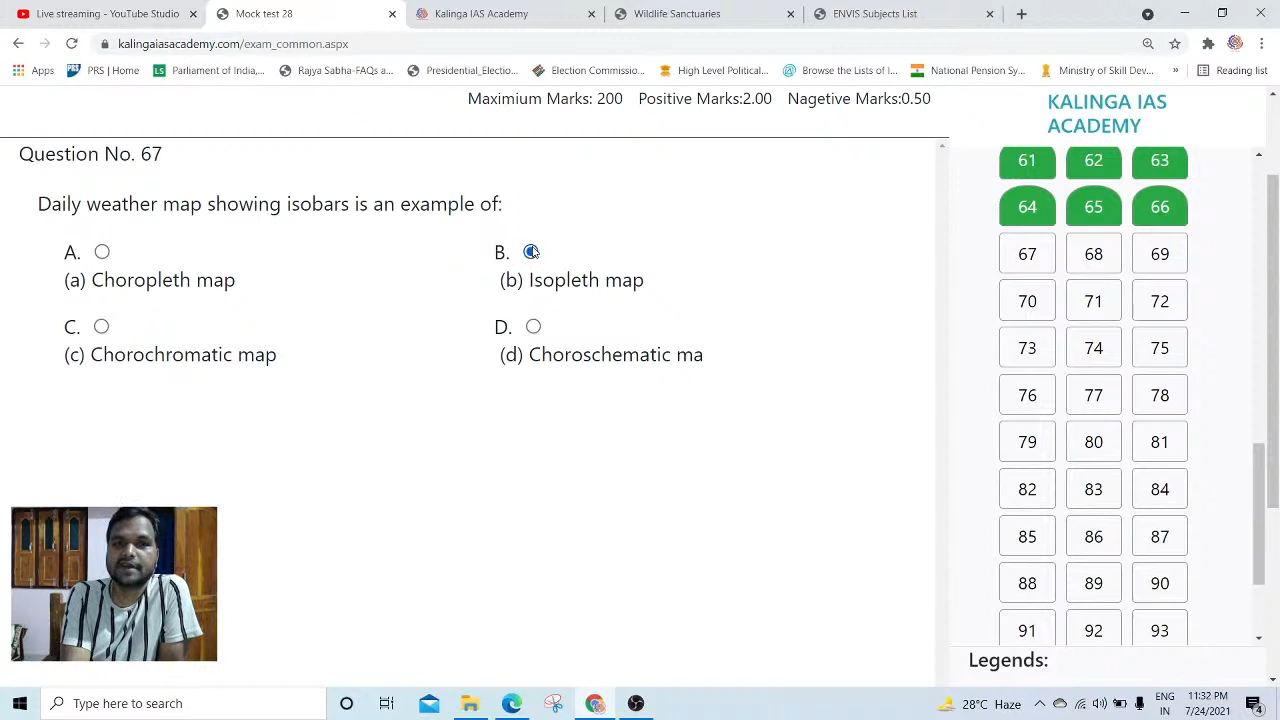 live streaming - YouTube Studio
Mock test 28
Kalinga IAS Academy
Wildlife Sanctuaries
ENVIS Subjects List
kalingaiasacademy.com/exam_common.aspx
Apps
PRS | Home
Parliament of India,...
Rajya Sabha-FAQs a...
Presidential_Electio...
Election Commissio...
High Level Political...
Browse the Lists of I...
National Pension Sy...
Ministry of Skill Dev...
»
Reading list
Maximium Marks: 200 Positive Marks:2.00 Nagetive Marks:0.50
KALINGA IAS
ACADEMY
Question No. 67
Daily weather map showing isobars is an example of:
A.
(a) Choropleth map
B.
(b) Isopleth map
C.
(c) Chorochromatic map
D.
(d) Choroschematic ma
61 62 63
64 65 66
67 68 69
70 71 72
73 74 75
76 77 78
79 80 81
82 83 84
85 86 87
88 89 90
91 92 93
Legends:
Type here to search
28°C Haze
ENG
IN
11:32 PM
7/24/2021
4